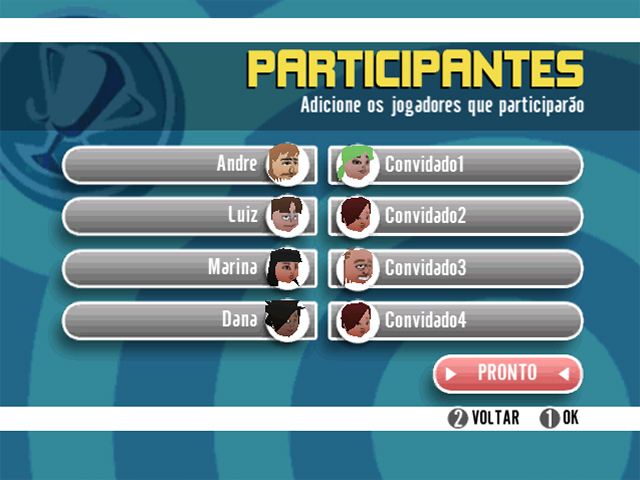 PARTICIPANTES
Adicione os jogadores que participarão
Andre
Convidado1
Luiz
Convidado2
Marina
Convidado3
Dana
Convidado4
PRONTO
2 VOLTAR 1 OK